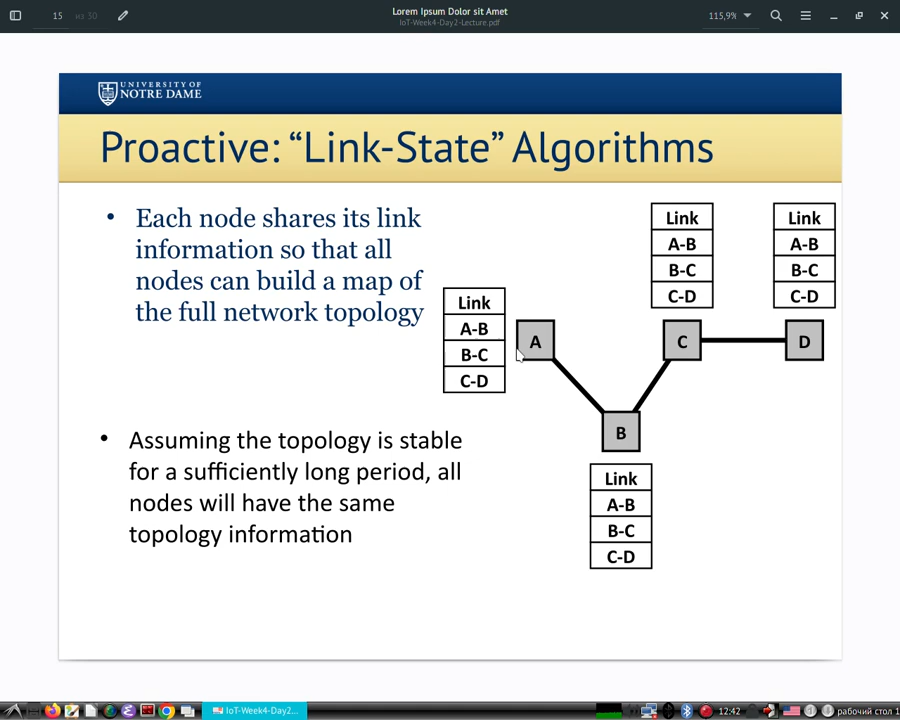 15 из 30
Lorem Ipsum Dolor sit Amet
IoT-Week4-Day2-Lecture.pdf
115,9%
UNIVERSITY OF
NOTRE DAME
Proactive: “Link-State” Algorithms
• Each node shares its link
information so that all
nodes can build a map of
the full network topology
Link
A-B
B-C
C-D
Link
A-B
B-C
C-D
Link
A-B
B-C
C-D
A
C
D
B
• Assuming the topology is stable
for a sufficiently long period, all
nodes will have the same
topology information
Link
A-B
B-C
C-D
IoT-Week4-Day2...
12:42
рабочий стол 1